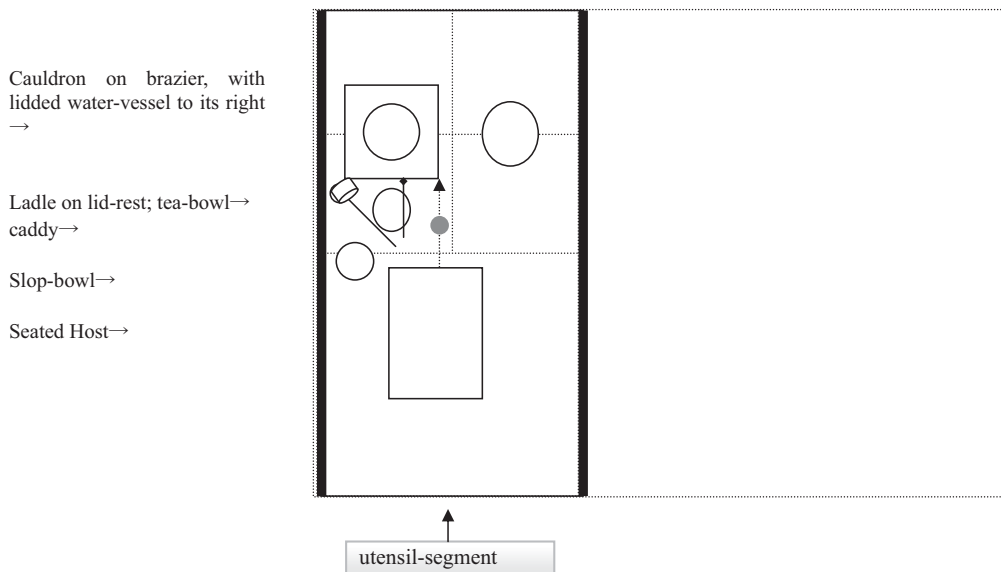 Cauldron on brazier, with
lidded water-vessel to its right
→
Ladle on lid-rest; tea-bowl→
caddy→
Slop-bowl→
Seated Host→
utensil-segment